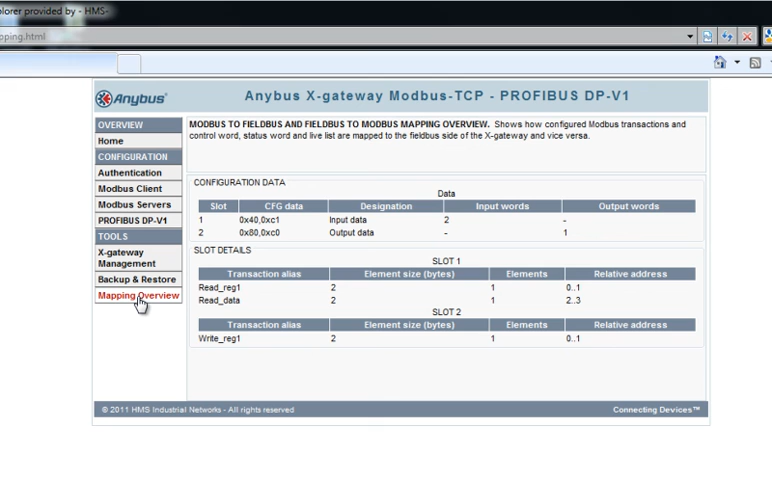 plorer provided by - HMS-
pping.html
Anybus®
Anybus X-gateway Modbus-TCP - PROFIBUS DP-V1
OVERVIEW
Home
CONFIGURATION
Authentication
Modbus Client
Modbus Servers
PROFIBUS DP-V1
TOOLS
X-gateway
Management
Backup & Restore
Mapping Overview
MODBUS TO FIELDBUS AND FIELDBUS TO MODBUS MAPPING OVERVIEW. Shows how configured Modbus transactions and
control word, status word and live list are mapped to the fieldbus side of the X-gateway and vice versa.
CONFIGURATION DATA
Data
Slot CFG data Designation Input words Output words
1 0x40,0xc1 Input data 2 -
2 0x80,0xc0 Output data - 1
SLOT DETAILS
SLOT 1
Transaction alias Element size (bytes) Elements Relative address
Read_reg1 2 1 0..1
Read_data 2 1 2..3
SLOT 2
Transaction alias Element size (bytes) Elements Relative address
Write_reg1 2 1 0..1
© 2011 HMS Industrial Networks - All rights reserved
Connecting Devices™